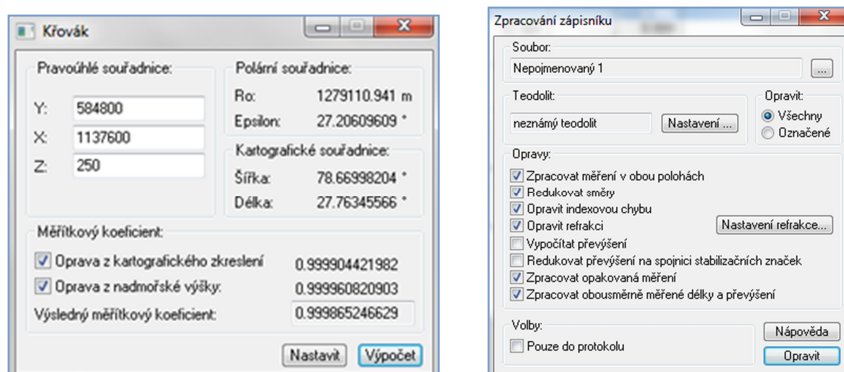 Křovák
Pravoúhlé souřadnice:
Y: 584800
X: 1137600
Z: 250
Polární souřadnice:
Ro: 1279110.941 m
Epsilon: 27.20609609 °
Kartografické souřadnice:
Šířka: 78.66998204 °
Délka: 27.76345566 °
Měřítkový koeficient:
Oprava z kartografického zkreslení 0.999904421982
Oprava z nadmořské výšky: 0.999960820903
Výsledný měřítkový koeficient: 0.999865246629
Nastavit Výpočet
Zpracování zápisníku
Soubor:
Nepojmenovaný 1 ...
Teodolit:
neznámý teodolit Nastavení ...
Opravit:
Všechny
Označené
Opravy:
Zpracovat měření v obou polohách
Redukovat směry
Opravit indexovou chybu
Opravit refrakci Nastavení refrakce...
Vypočítat převýšení
Redukovat převýšení na spojnici stabilizačních značek
Zpracovat opakovaná měření
Zpracovat obousměrně měřené délky a převýšení
Volby:
Pouze do protokolu
Nápověda
Opravit